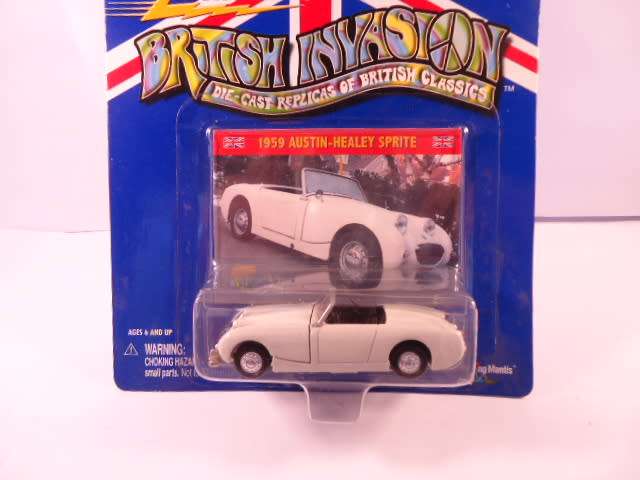 BRITISH INVASION
DIE-CAST REPLICAS OF BRITISH CLASSICS
TM
1959 AUSTIN-HEALEY SPRITE
AGES 6 AND UP
WARNING:
CHOKING HAZA
small parts. Not
Mantis